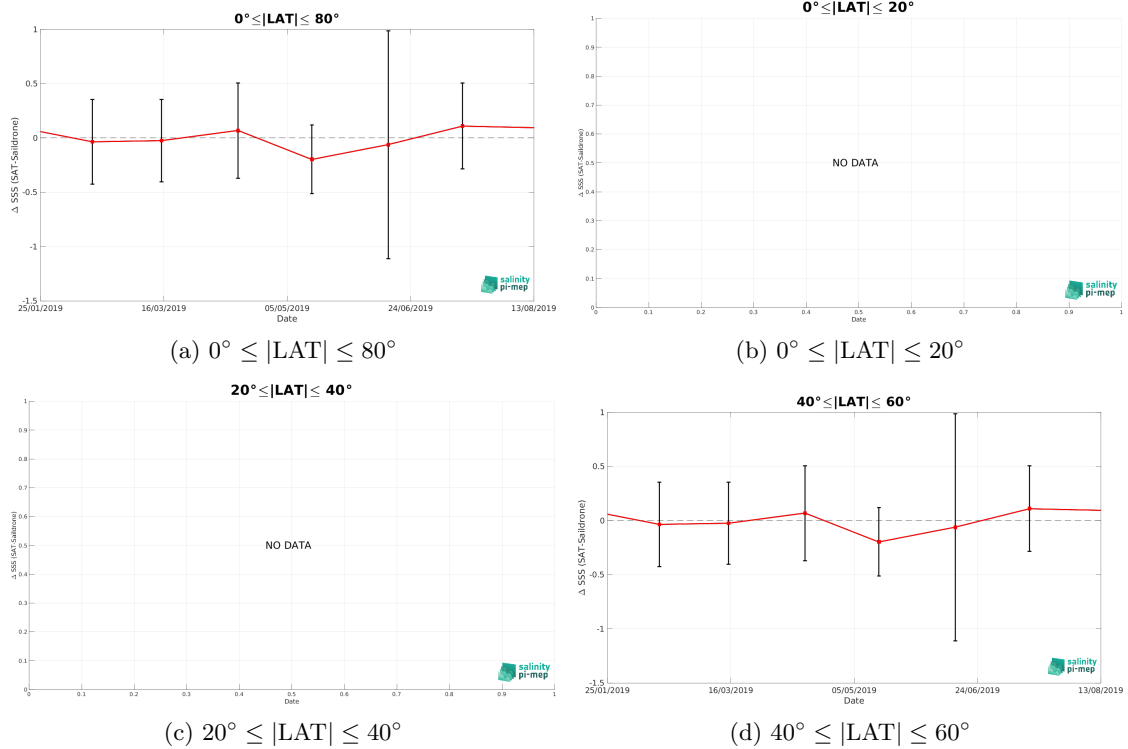 0°≤|LAT|≤ 80°
1
0.5
0
-0.5
-1
-1.5
Δ SSS (SAT-Saildrone)
25/01/2019 16/03/2019 05/05/2019 24/06/2019 13/08/2019
Date
salinity
pi-mep
(a) 0° ≤ |LAT| ≤ 80°
0°≤|LAT|≤ 20°
1
0.9
0.8
0.7
0.6
0.5
0.4
0.3
0.2
0.1
0
Δ SSS (SAT-Saildrone)
NO DATA
0 0.1 0.2 0.3 0.4 0.5 0.6 0.7 0.8 0.9 1
Date
salinity
pi-mep
(b) 0° ≤ |LAT| ≤ 20°
20°≤|LAT|≤ 40°
1
0.9
0.8
0.7
0.6
0.5
0.4
0.3
0.2
0.1
0
Δ SSS (SAT-Saildrone)
NO DATA
0 0.1 0.2 0.3 0.4 0.5 0.6 0.7 0.8 0.9 1
Date
salinity
pi-mep
(c) 20° ≤ |LAT| ≤ 40°
40°≤|LAT|≤ 60°
1
0.5
0
-0.5
-1
-1.5
Δ SSS (SAT-Saildrone)
25/01/2019 16/03/2019 05/05/2019 24/06/2019 13/08/2019
Date
salinity
pi-mep
(d) 40° ≤ |LAT| ≤ 60°